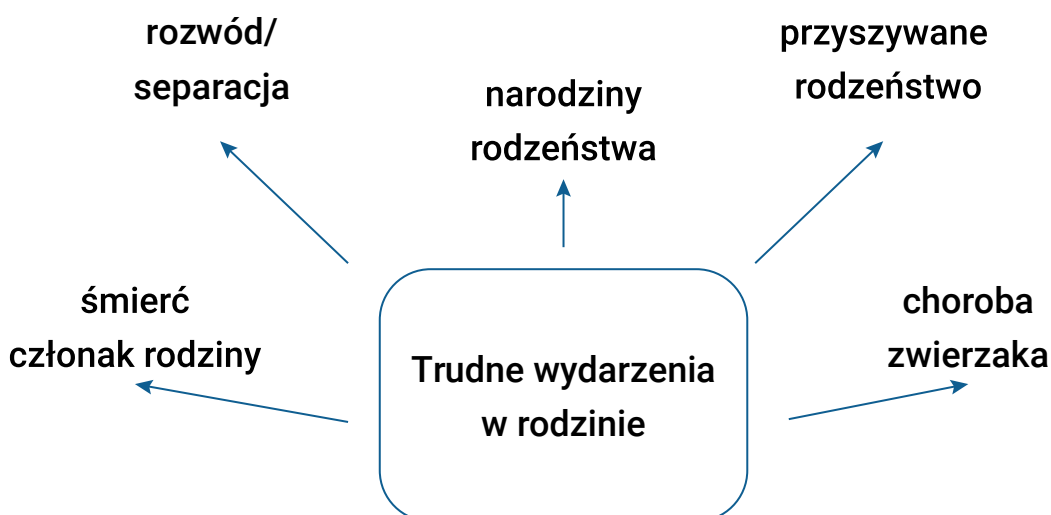 rozwód/
separacja
narodziny
rodzeństwa
przyszywane
rodzeństwo
śmierć
członak rodziny
choroba
zwierzaka
Trudne wydarzenia
w rodzinie